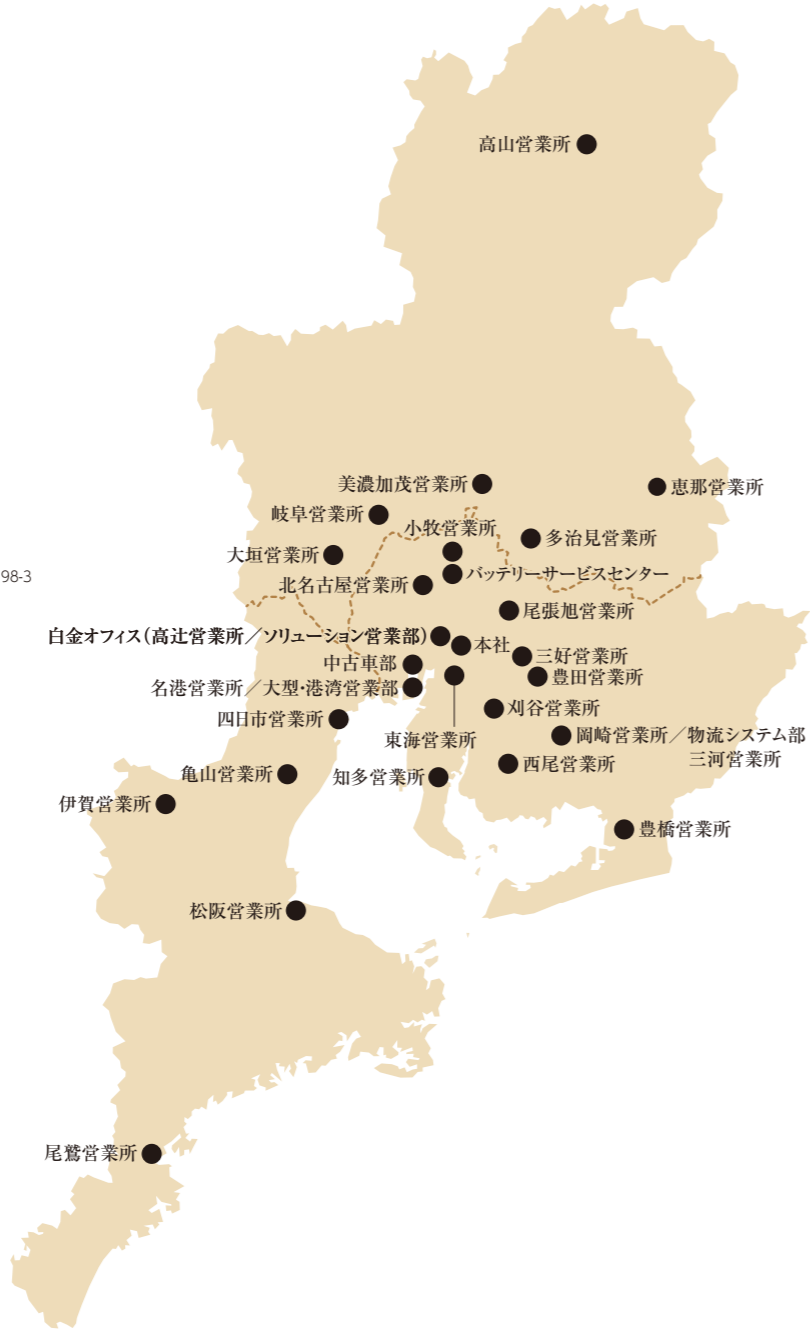 高山営業所
美濃加茂営業所
恵那営業所
岐阜営業所
小牧営業所
多治見営業所
大垣営業所
98-3
バッテリーサービスセンター
北名古屋営業所
尾張旭営業所
白金オフィス（高辻営業所／ソリューション営業部）
本社
三好営業所
中古車部
豊田営業所
名港営業所／大型・港湾営業部
刈谷営業所
四日市営業所
東海営業所
岡崎営業所／物流システム部
三河営業所
西尾営業所
亀山営業所
知多営業所
伊賀営業所
豊橋営業所
松阪営業所
尾鷲営業所